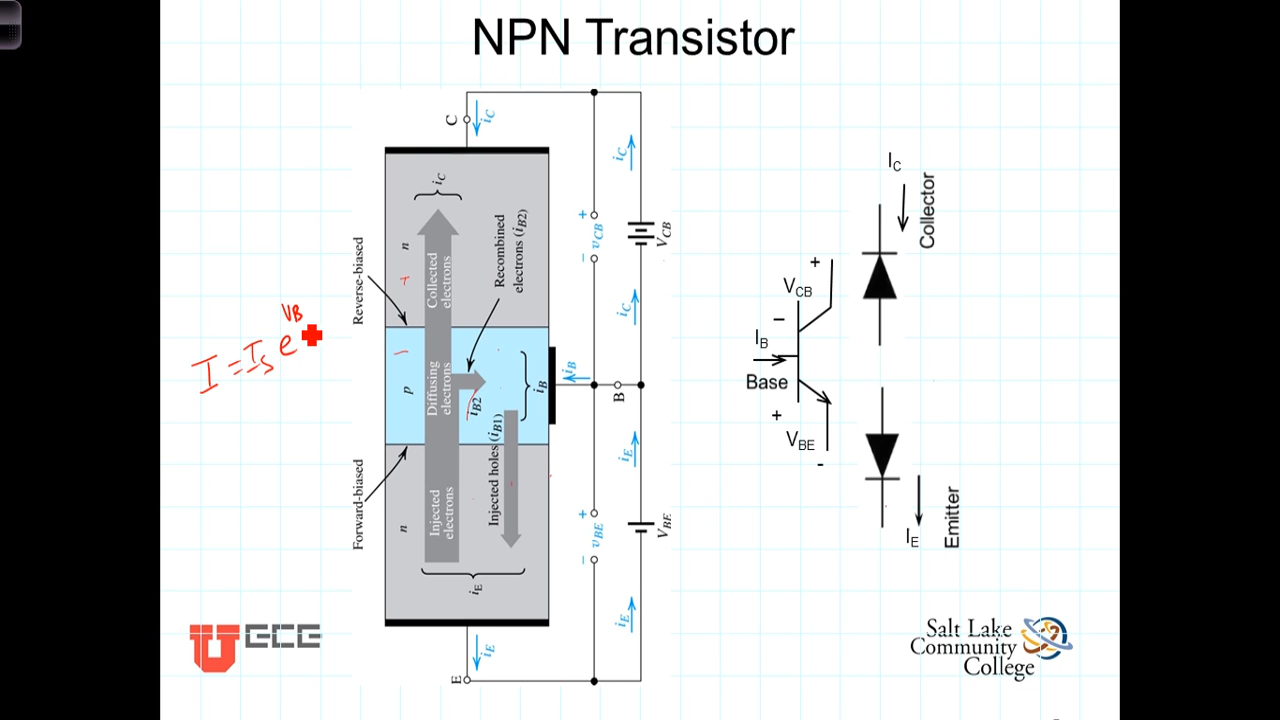 NPN Transistor
C
iC
iC
iC
n
+
Reverse-biased
Collected
electrons
Recombined
electrons (iB2)
+
vCB
−
VCB
iC
I = IS e VB
p
−
Diffusing
electrons
iB2
iB
iB
B
Forward-biased
n
Injected
electrons
Injected holes (iB1)
iE
+
vBE
−
VBE
iE
iE
iE
E
IC
Collector
+
VCB
−
IB
Base
+
VBE
-
IE
Emitter
U ECE
Salt Lake
Community
College